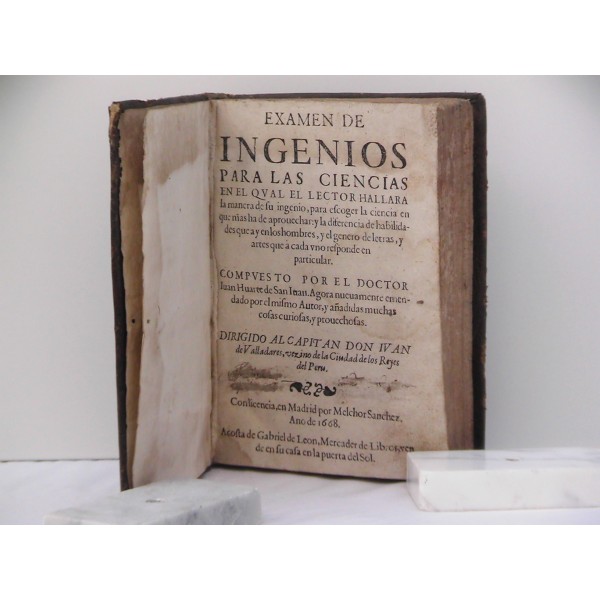 EXAMEN DE
INGENIOS
PARA LAS CIENCIAS
EN EL QVAL EL LECTOR HALLARA
la manera de su ingenio, para escoger la ciencia en
que mas ha de aprouechar: y la diferencia de habilida-
des que ay en los hombres, y el genero de letras, y
artes que à cada vno responde en
particular.
COMPVESTO POR EL DOCTOR
Iuan Huarte de San Iuan. Agora nueuamente emen-
dado por el mismo Autor, y añadidas muchas
cosas curiosas, y prouechosas.
DIRIGIDO AL CAPITAN DON IVAN
de Valladares, vezino de la Ciudad de los Reyes
del Peru.
Con licencia, en Madrid por Melchor Sanchez,
Ano de 1668.
Acosta de Gabriel de Leon, Mercader de Libros, ven
de en su casa en la puerta del Sol.